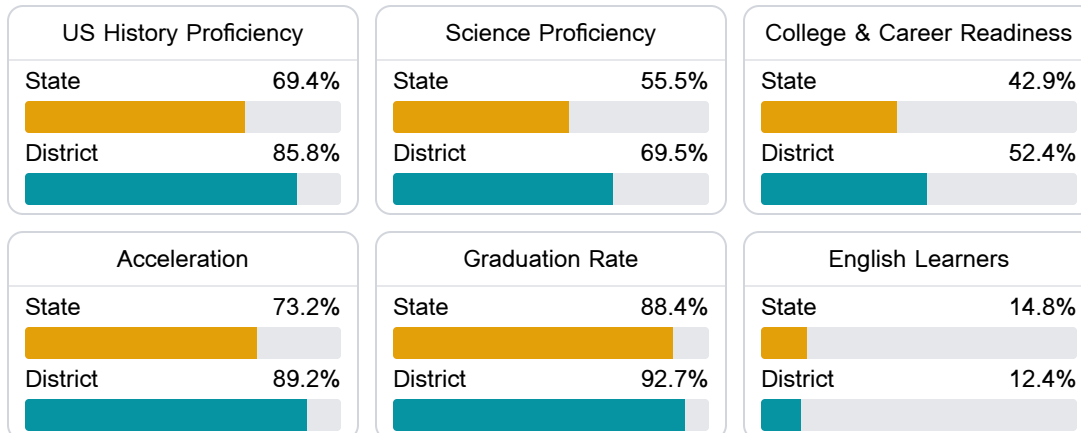 US History Proficiency
State 69.4%
District 85.8%
Science Proficiency
State 55.5%
District 69.5%
College & Career Readiness
State 42.9%
District 52.4%
Acceleration
State 73.2%
District 89.2%
Graduation Rate
State 88.4%
District 92.7%
English Learners
State 14.8%
District 12.4%